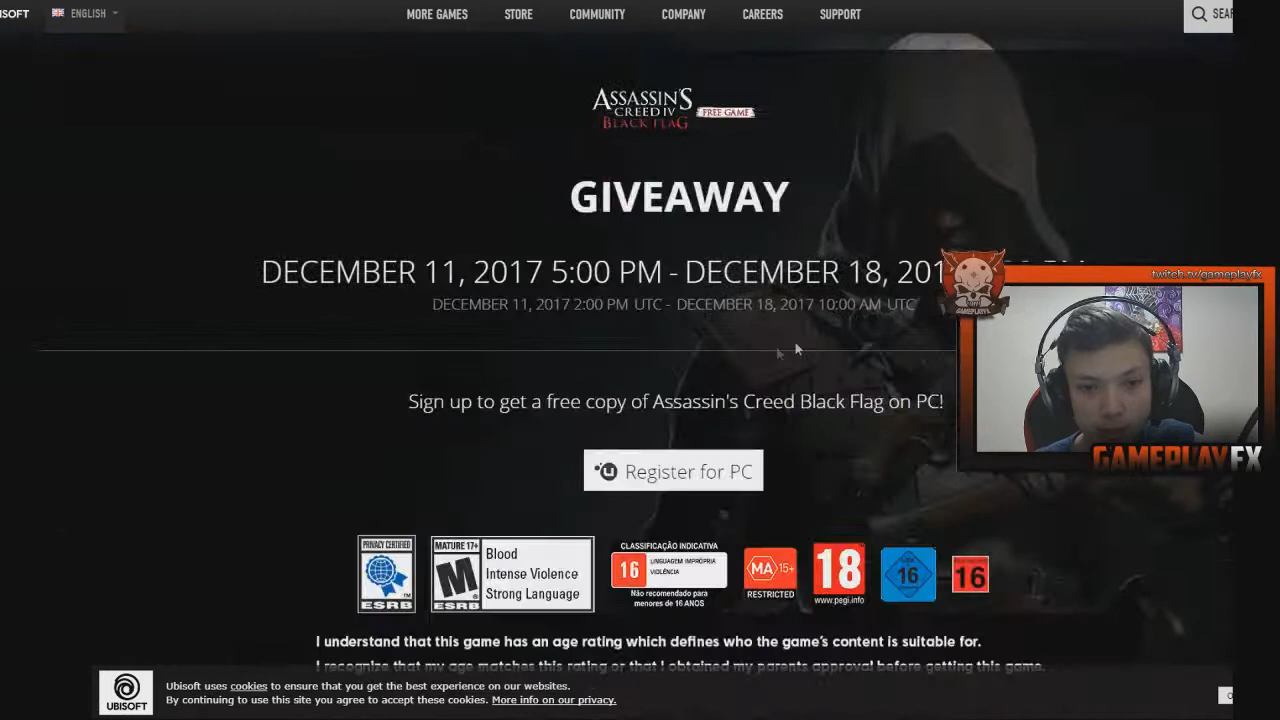 ISOFT
ENGLISH
MORE GAMES
STORE
COMMUNITY
COMPANY
CAREERS
SUPPORT
SEAR
ASSASSIN'S
CREED IV
BLACK FLAG
FREE GAME
GIVEAWAY
DECEMBER 11, 2017 5:00 PM - DECEMBER 18, 201
DECEMBER 11, 2017 2:00 PM UTC - DECEMBER 18, 2017 10:00 AM UTC
twitch.tv/gameplayfx
GAMEPLAYFX
Sign up to get a free copy of Assassin's Creed Black Flag on PC!
GAMEPLAYFX
Register for PC
PRIVACY CERTIFIED
ESRB
MATURE 17+
M
ESRB
Blood
Intense Violence
Strong Language
CLASSIFICAÇÃO INDICATIVA
16
LINGUAGEM IMPRÓPRIA
VIOLÊNCIA
Não recomendado para
menores de 16 ANOS
MA 15+
RESTRICTED
18
www.pegi.info
16
16
I understand that this game has an age rating which defines who the game's content is suitable for.
I recognize that my age matches this rating or that I obtained my parents approval before getting this game.
UBISOFT
Ubisoft uses cookies to ensure that you get the best experience on our websites.
By continuing to use this site you agree to accept these cookies. More info on our privacy.